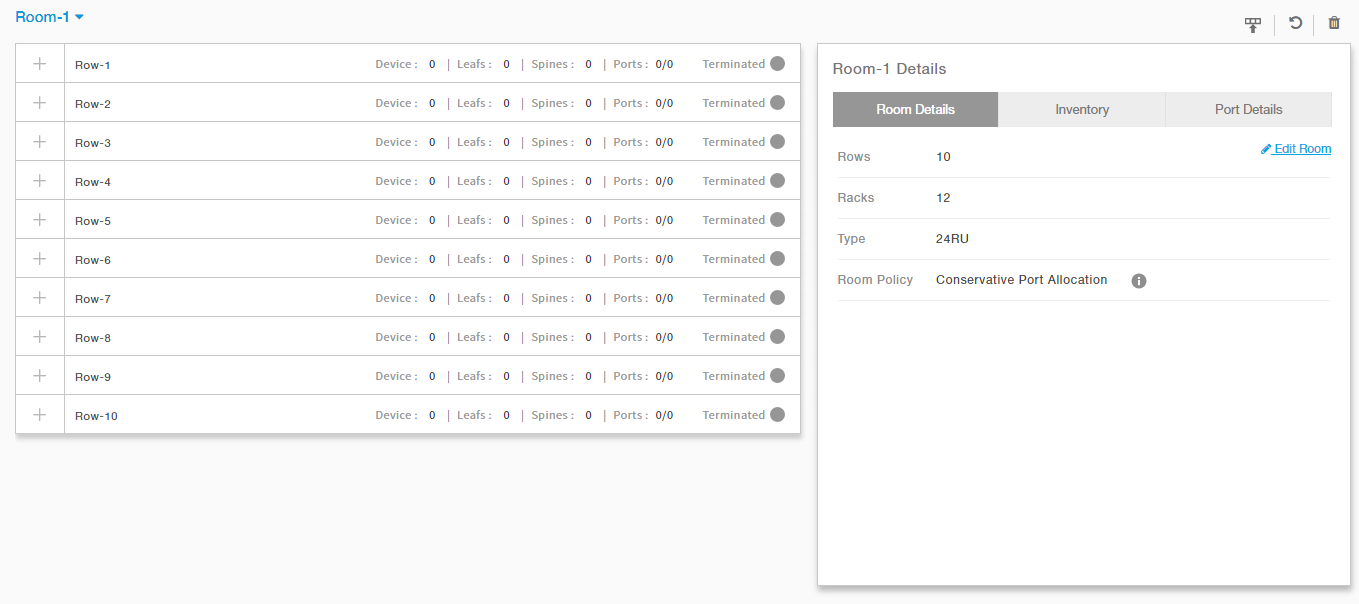 Room-1
Row-1 Device : 0 | Leafs : 0 | Spines : 0 | Ports : 0/0 Terminated
Row-2 Device : 0 | Leafs : 0 | Spines : 0 | Ports : 0/0 Terminated
Row-3 Device : 0 | Leafs : 0 | Spines : 0 | Ports : 0/0 Terminated
Row-4 Device : 0 | Leafs : 0 | Spines : 0 | Ports : 0/0 Terminated
Row-5 Device : 0 | Leafs : 0 | Spines : 0 | Ports : 0/0 Terminated
Row-6 Device : 0 | Leafs : 0 | Spines : 0 | Ports : 0/0 Terminated
Row-7 Device : 0 | Leafs : 0 | Spines : 0 | Ports : 0/0 Terminated
Row-8 Device : 0 | Leafs : 0 | Spines : 0 | Ports : 0/0 Terminated
Row-9 Device : 0 | Leafs : 0 | Spines : 0 | Ports : 0/0 Terminated
Row-10 Device : 0 | Leafs : 0 | Spines : 0 | Ports : 0/0 Terminated
Room-1 Details
Room Details Inventory Port Details
Edit Room
Rows 10
Racks 12
Type 24RU
Room Policy Conservative Port Allocation